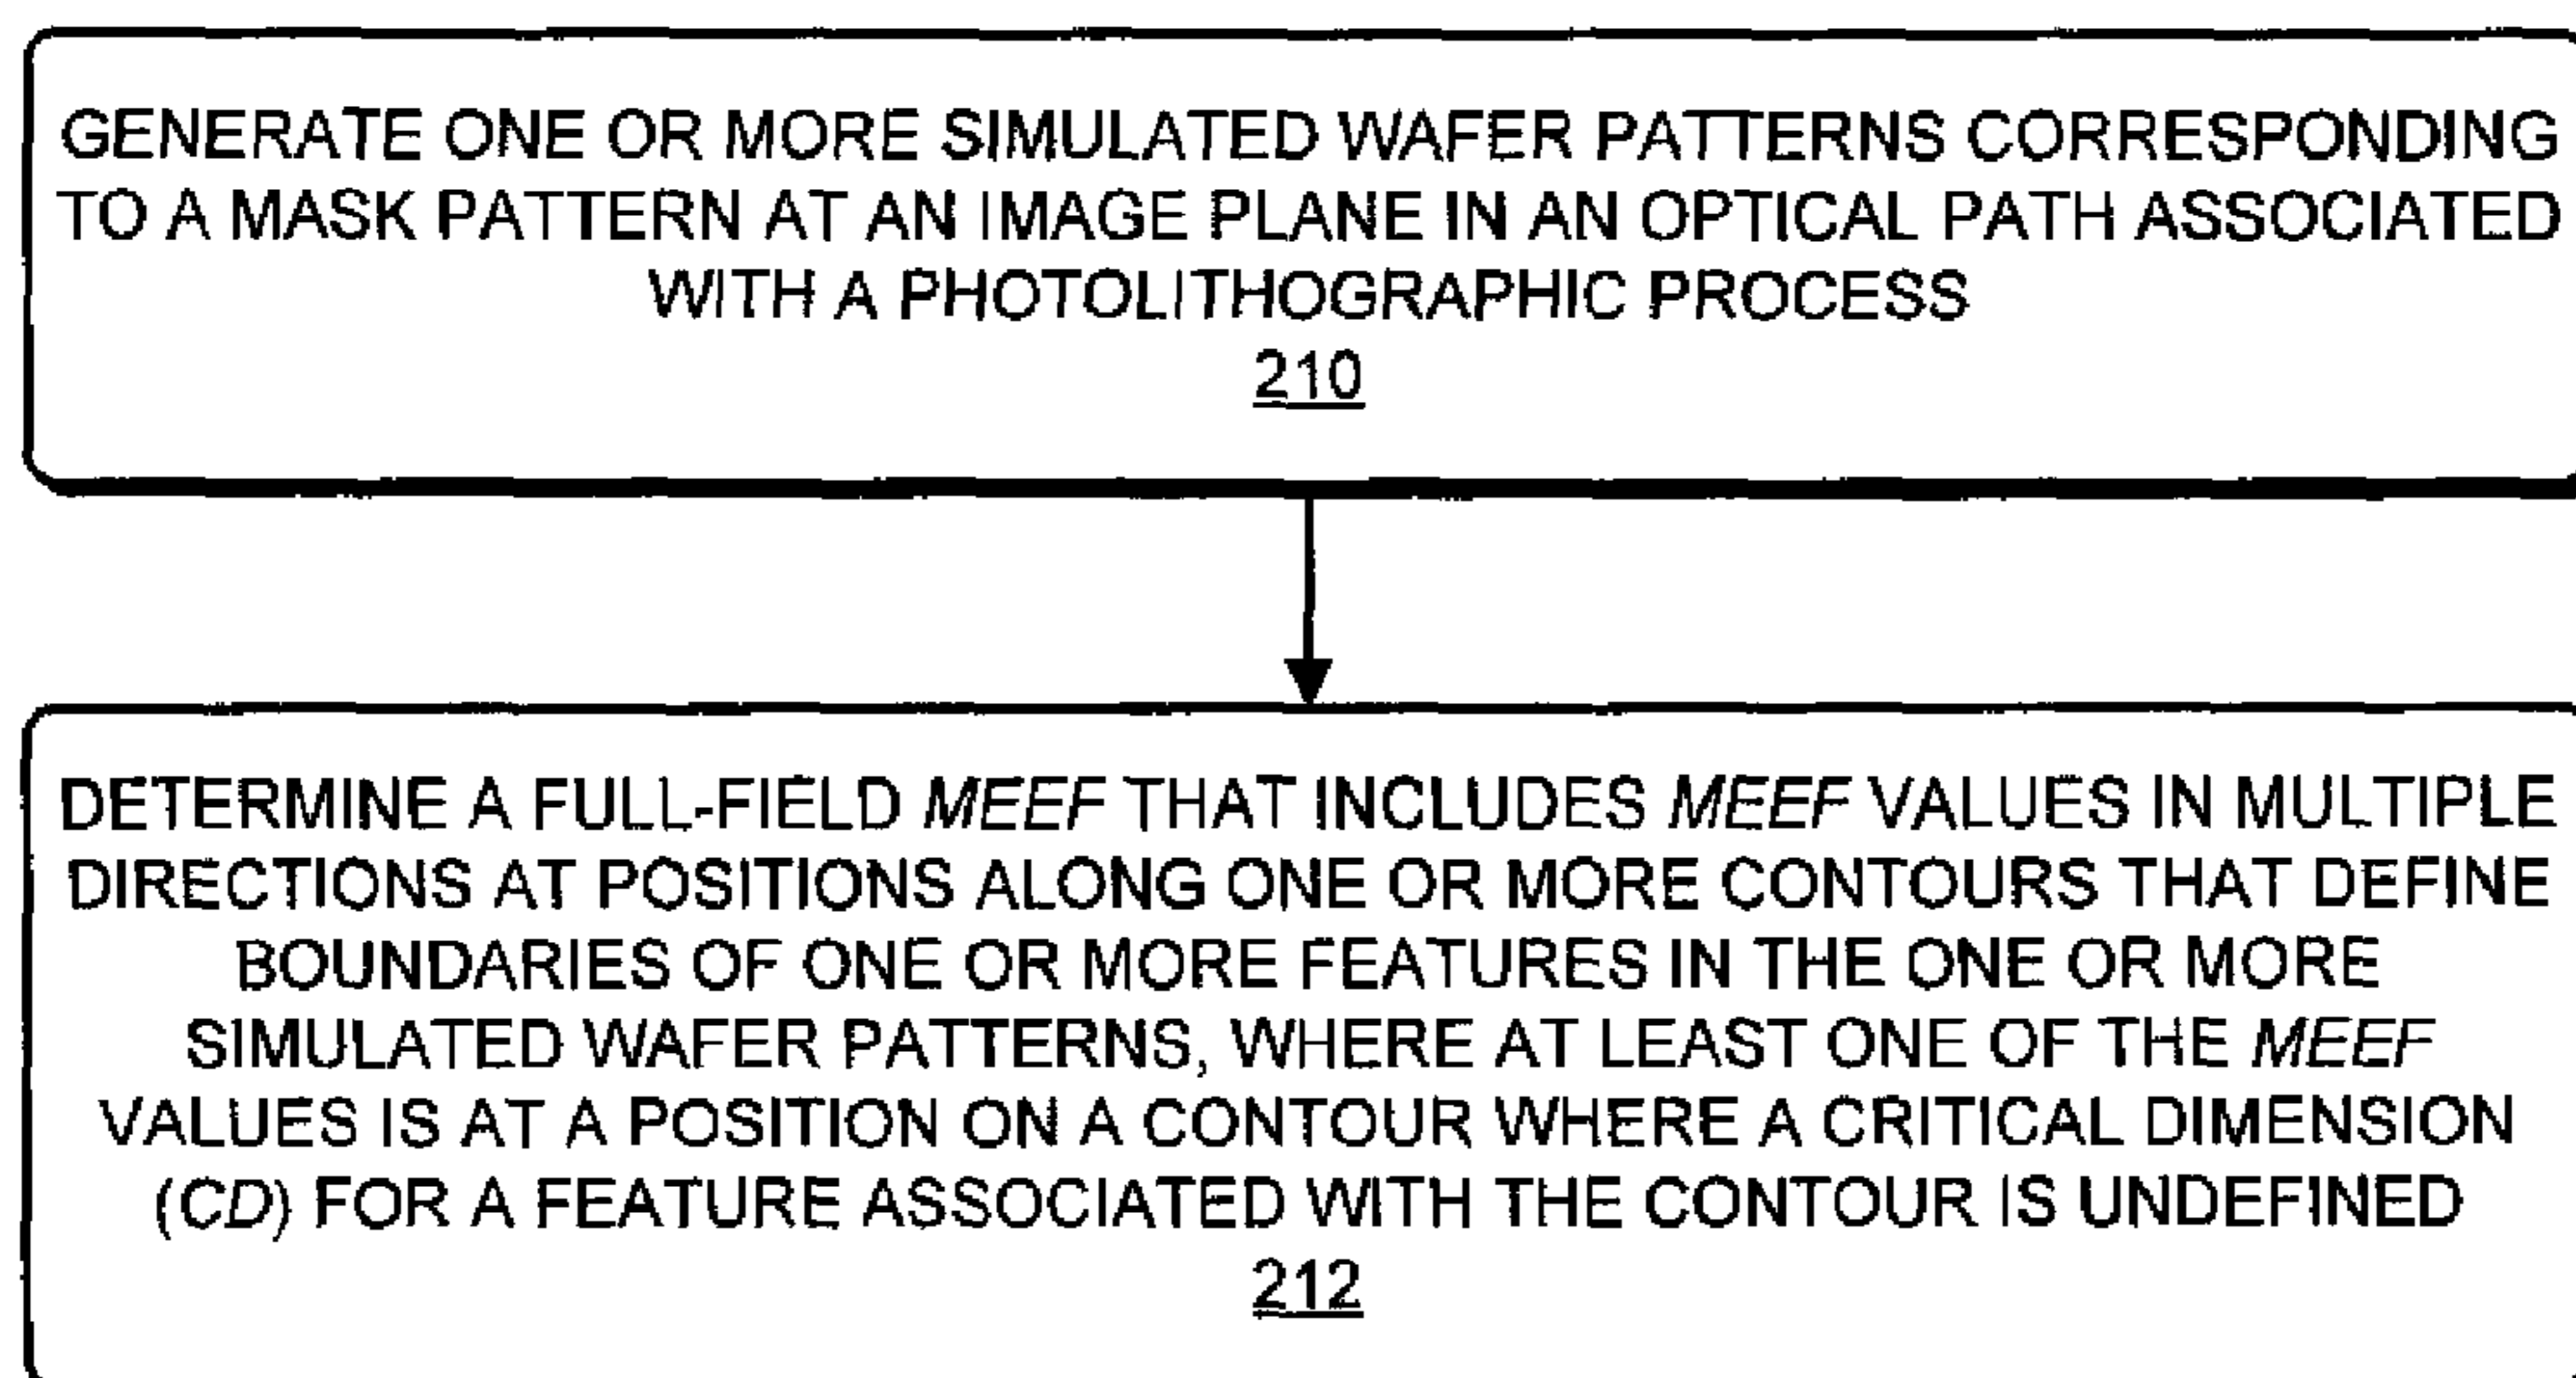 GENERATE ONE OR MORE SIMULATED WAFER PATTERNS CORRESPONDING
TO A MASK PATTERN AT AN IMAGE PLANE IN AN OPTICAL PATH ASSOCIATED
WITH A PHOTOLITHOGRAPHIC PROCESS
210
DETERMINE A FULL-FIELD MEEF THAT INCLUDES MEEF VALUES IN MULTIPLE
DIRECTIONS AT POSITIONS ALONG ONE OR MORE CONTOURS THAT DEFINE
BOUNDARIES OF ONE OR MORE FEATURES IN THE ONE OR MORE
SIMULATED WAFER PATTERNS, WHERE AT LEAST ONE OF THE MEEF
VALUES IS AT A POSITION ON A CONTOUR WHERE A CRITICAL DIMENSION
(CD) FOR A FEATURE ASSOCIATED WITH THE CONTOUR IS UNDEFINED
212